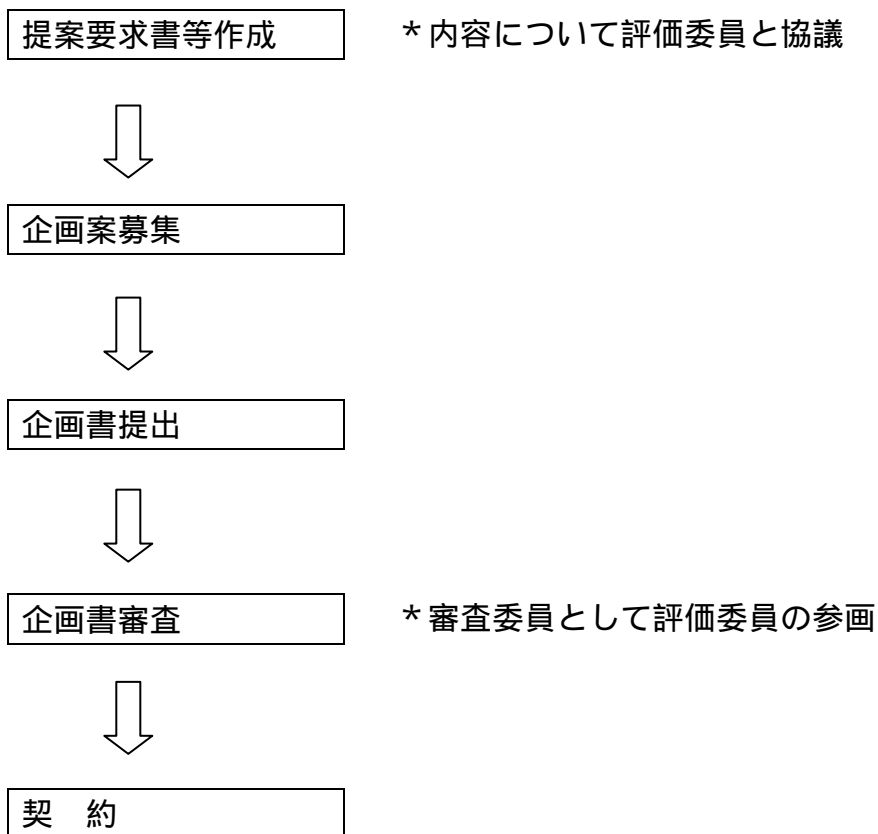 提案要求書等作成　＊内容について評価委員と協議
企画案募集
企画書提出
企画書審査　＊審査委員として評価委員の参画
契　約